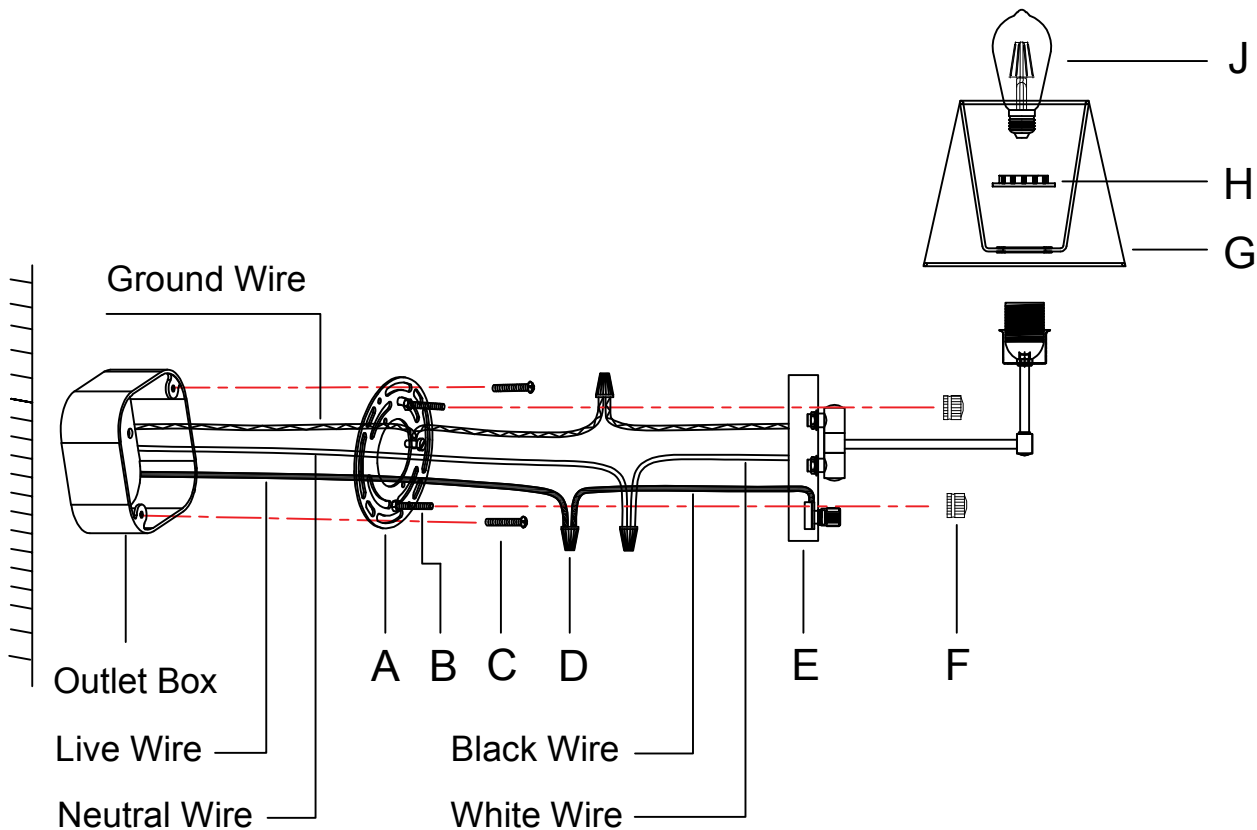 J
H
G
Ground Wire
A
B
C
D
E
F
Outlet Box
Live Wire
Black Wire
Neutral Wire
White Wire